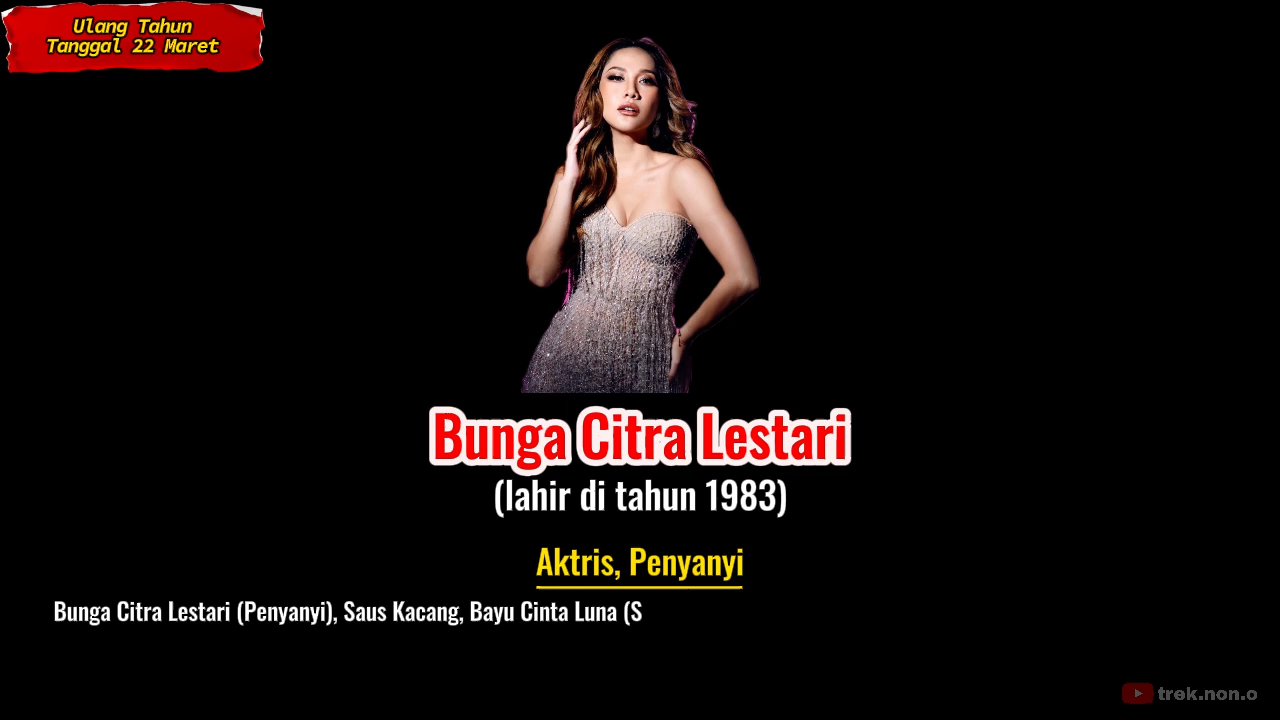 Ulang Tahun
Tanggal 22 Maret
Bunga Citra Lestari
(lahir di tahun 1983)
Aktris, Penyanyi
Bunga Citra Lestari (Penyanyi), Saus Kacang, Bayu Cinta Luna (S
trek.non.o